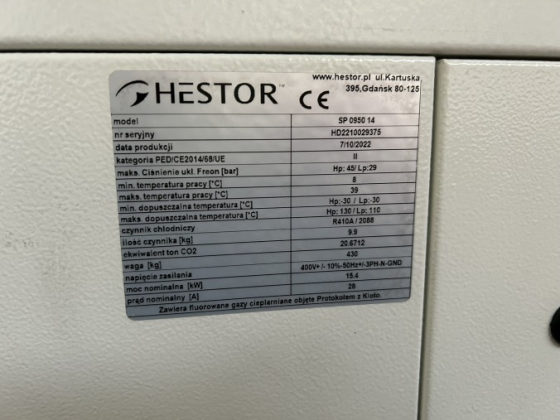 HESTOR™ CE
www.hestor.pl ul.Kartuska
395,Gdańsk 80-125
model SP 0950 14
nr seryjny HD2210029375
data produkcji 7/10/2022
kategoria PED/CE2014/68/UE II
maks. Ciśnienie ukł. Freon [bar] Hp: 45/ Lp:29
min. temperatura pracy [°C] 8
maks. temperatura pracy [°C] 39
min. dopuszczalna temperatura [°C] Hp:-30 / Lp:-30
maks. dopuszczalna temperatura [°C] Hp: 130 / Lp: 110
czynnik chłodniczy R410A / 2088
ilość czynnika [kg] 9.9
ekwiwalent ton CO2 20.6712
waga [kg] 430
napięcie zasilania 400V+/- 10%-50Hz+/-3PH-N-GND
moc nominalna [kW] 15.4
prąd nominalny [A] 28
Zawiera fluorowane gazy cieplarniane objęte Protokołem z Kioto.